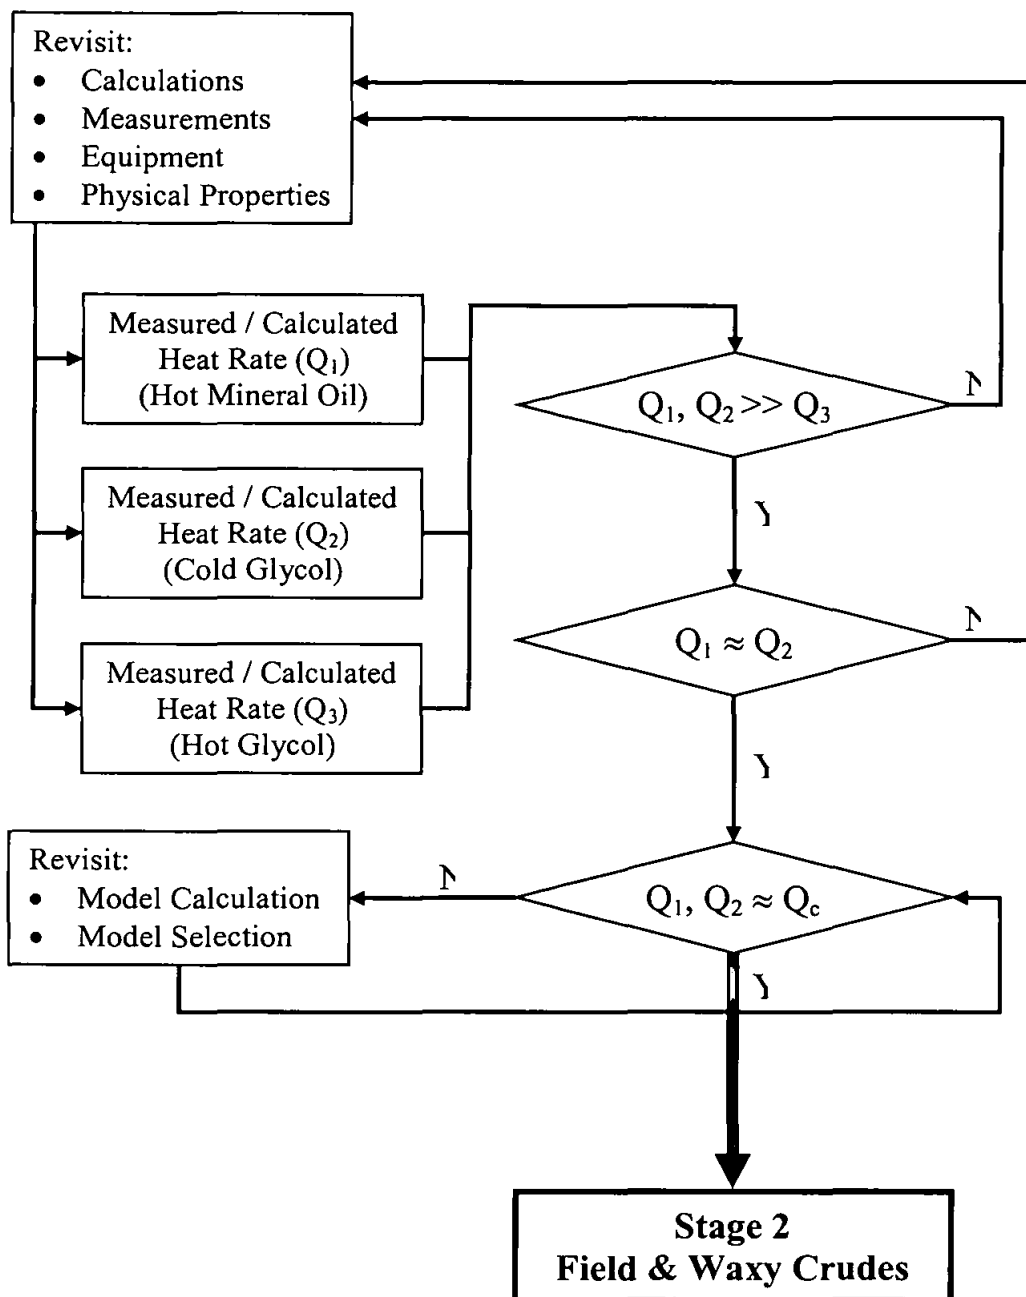 Revisit:
• Calculations
• Measurements
• Equipment
• Physical Properties
Measured / Calculated
Heat Rate (Q₁)
(Hot Mineral Oil)
Q₁, Q₂ >> Q₃
N
Y
Measured / Calculated
Heat Rate (Q₂)
(Cold Glycol)
Q₁ ≈ Q₂
N
Y
Measured / Calculated
Heat Rate (Q₃)
(Hot Glycol)
Revisit:
• Model Calculation
• Model Selection
N
Q₁, Q₂ ≈ Q꜀
Y
Stage 2
Field & Waxy Crudes